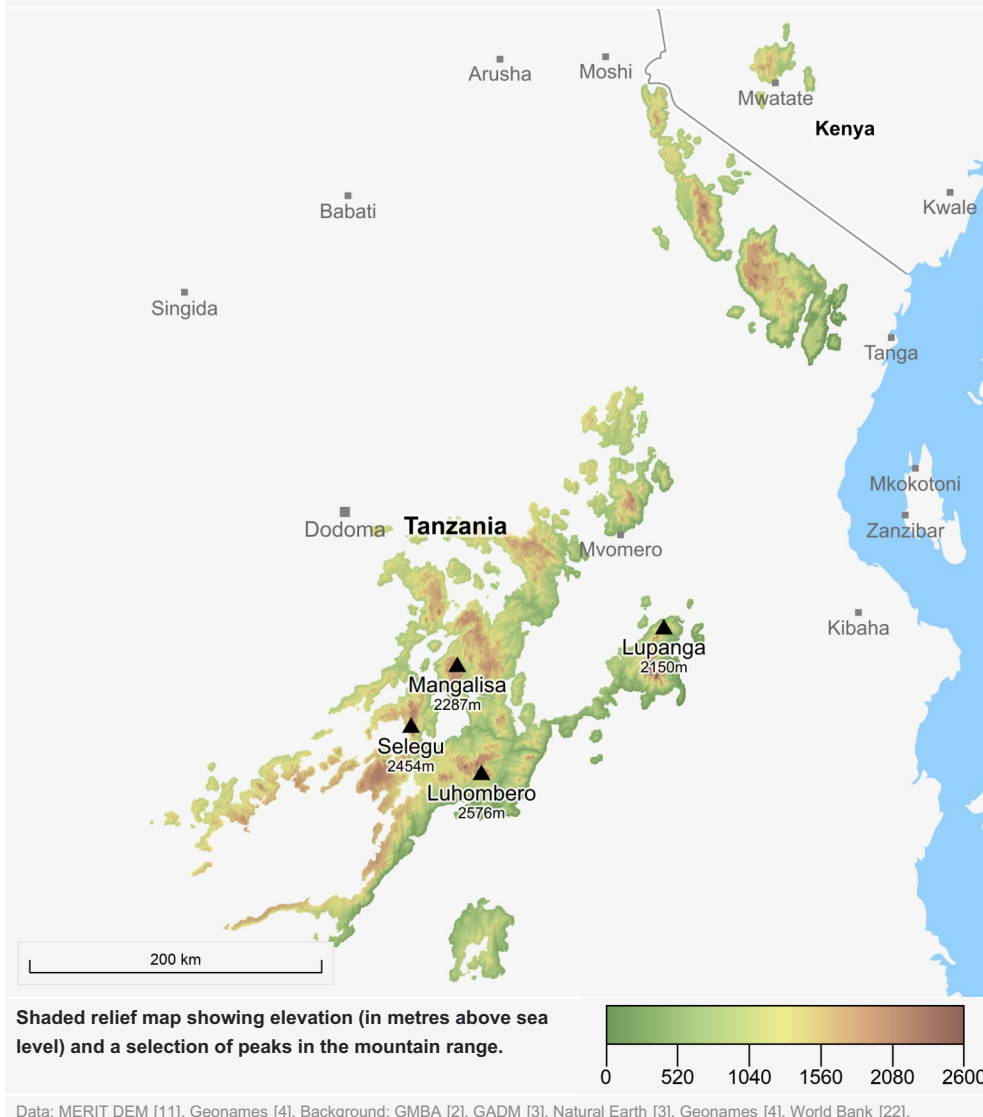 Arusha
Moshi
Mwatate
Kenya
Babati
Kwale
Singida
Tanga
Mkokotoni
Dodoma
Tanzania
Zanzibar
Mvomero
Kibaha
Lupanga
2150m
Mangalisa
2287m
Selegu
2454m
Luhombero
2576m
200 km
Shaded relief map showing elevation (in metres above sea
level) and a selection of peaks in the mountain range.
0 520 1040 1560 2080 2600
Data: MERIT DEM [11], Geonames [4]. Background: GMBA [2], GADM [3], Natural Earth [3], Geonames [4], World Bank [22].